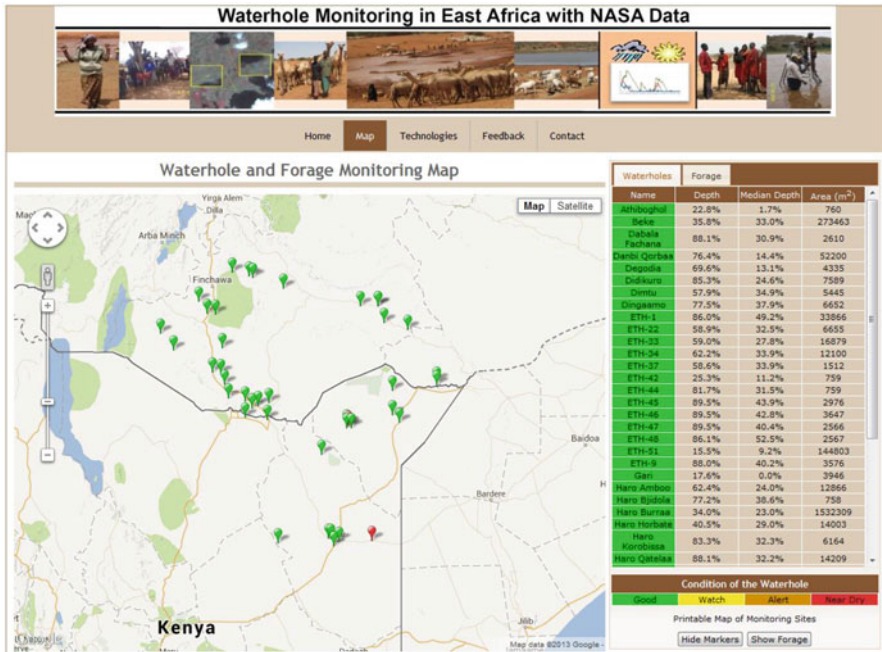 Waterhole Monitoring in East Africa with NASA Data
Home Map Technologies Feedback Contact
Waterhole and Forage Monitoring Map
Map Satellite
Yirga Alem
Dilla
Arba Minch
Finchawa
Baidoa
Bardere
Jilib
Kenya
Map data ©2013 Google -
Waterholes Forage
Name Depth Median Depth Area (m²)
Athiboghol 22.8% 1.7% 760
Beke 35.8% 33.0% 273463
Dabala Fachana 88.1% 30.9% 2610
Danbi Qorbaa 76.4% 14.4% 52200
Degodia 69.6% 13.1% 4335
Didikuro 85.3% 24.6% 7589
Dimtu 57.9% 34.9% 5445
Dingaamo 77.5% 37.9% 6652
ETH-1 86.0% 49.2% 33866
ETH-22 58.9% 32.5% 6655
ETH-33 59.0% 27.8% 16879
ETH-34 62.2% 33.9% 12100
ETH-37 58.6% 33.9% 1512
ETH-42 25.3% 11.2% 759
ETH-44 81.7% 31.5% 759
ETH-45 89.5% 43.9% 2976
ETH-46 89.5% 42.8% 3647
ETH-47 89.5% 40.4% 2566
ETH-48 86.1% 52.5% 2567
ETH-51 15.5% 9.2% 144803
ETH-9 88.0% 40.2% 3576
Gari 17.6% 0.0% 3946
Haro Amboo 62.4% 24.0% 12866
Haro Bjidola 77.2% 38.6% 758
Haro Burraa 34.0% 23.0% 1532309
Haro Horbate 40.5% 29.0% 14003
Haro Korobissa 83.3% 32.3% 6164
Haro Qatelaa 88.1% 32.2% 14209
Condition of the Waterhole
Good Watch Alert Near Dry
Printable Map of Monitoring Sites
Hide Markers Show Forage